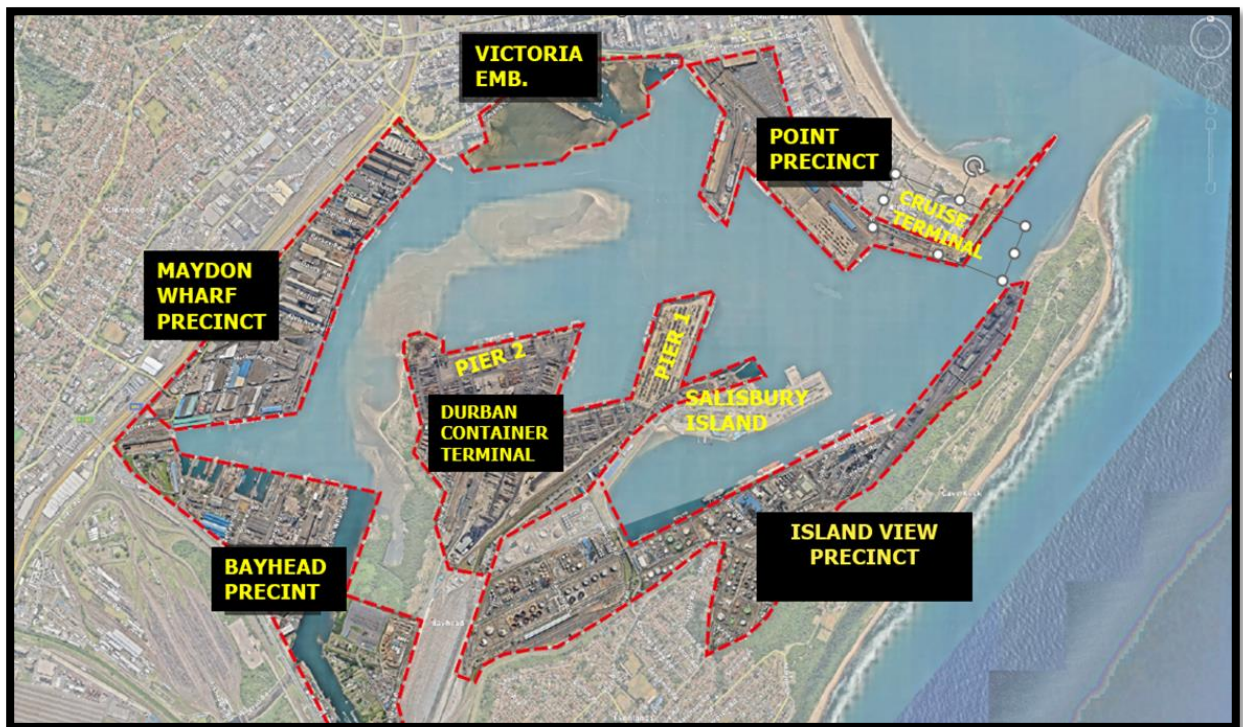 VICTORIA
EMB.
POINT
PRECINCT
CRUISE
TERMINAL
MAYDON
WHARF
PRECINCT
PIER 2
PIER 1
SALISBURY
ISLAND
DURBAN
CONTAINER
TERMINAL
ISLAND VIEW
PRECINCT
BAYHEAD
PRECINT